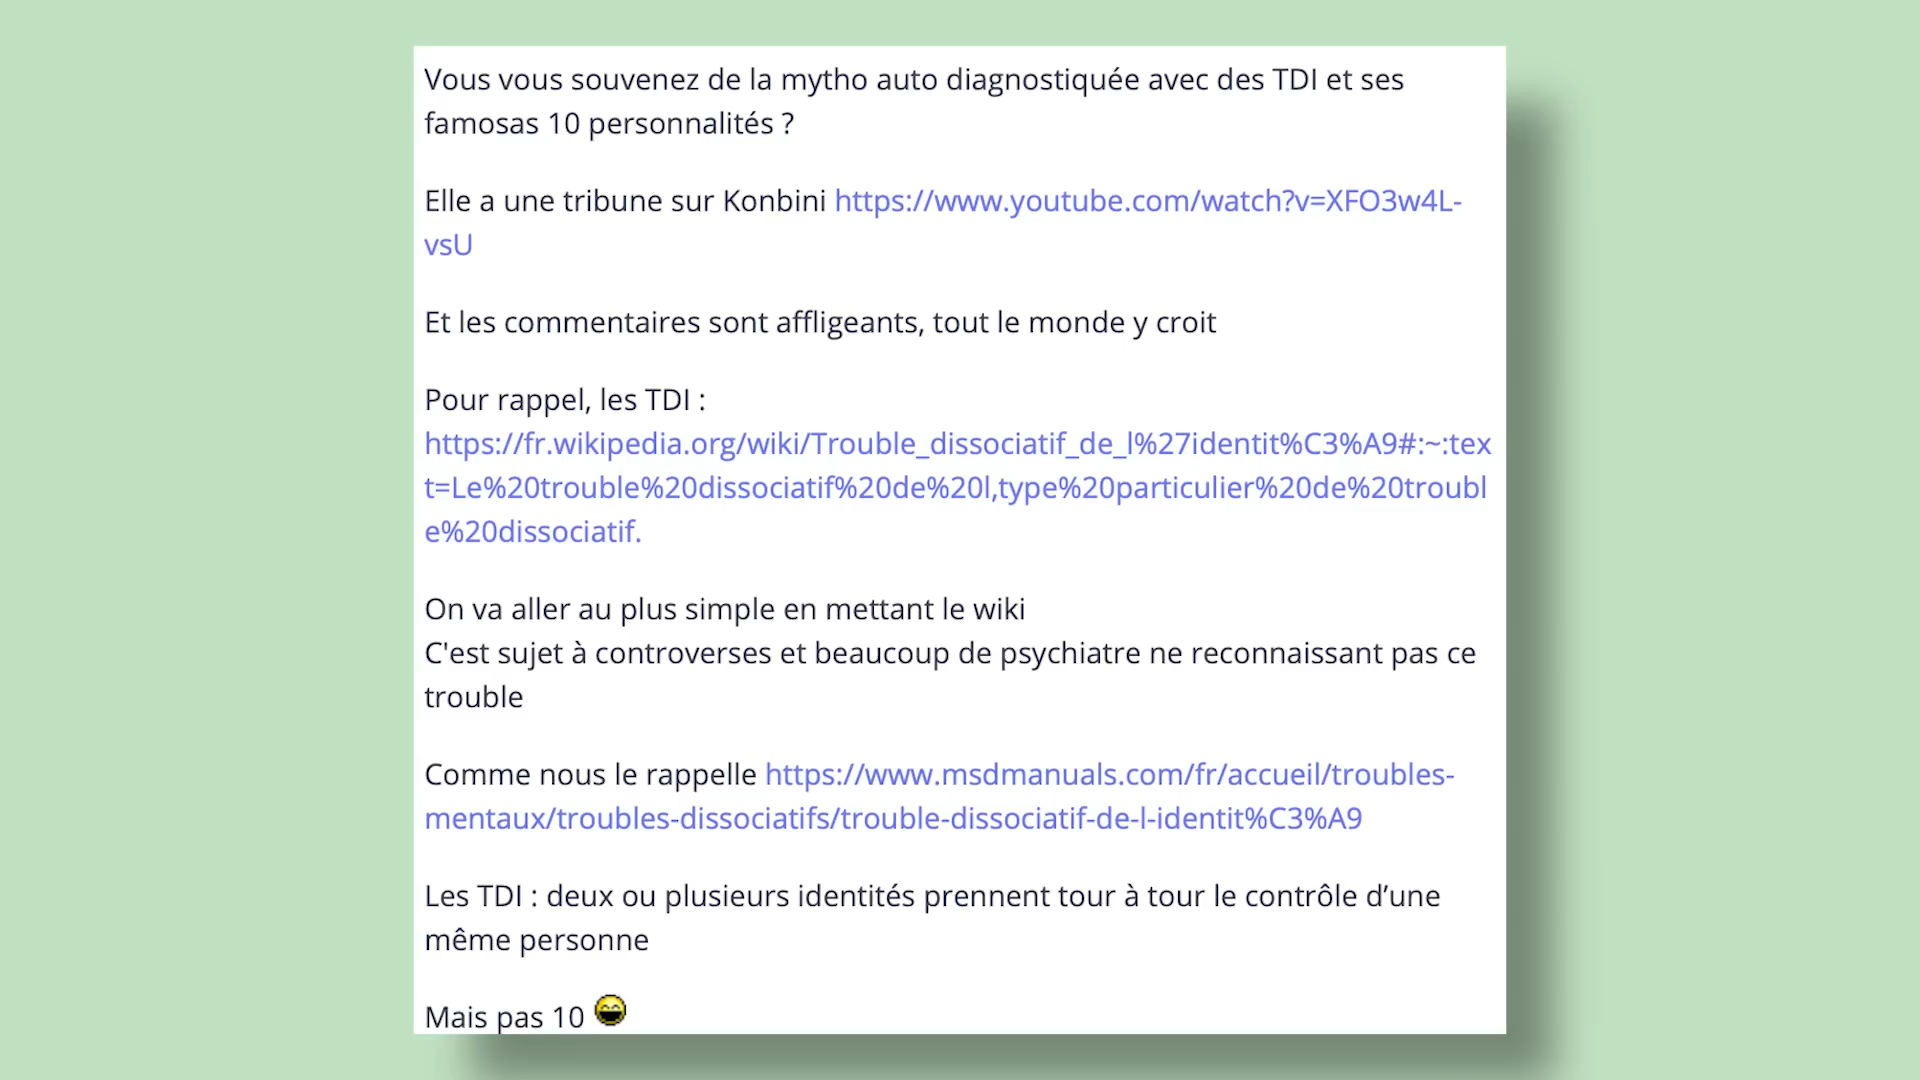 Vous vous souvenez de la mytho auto diagnostiquée avec des TDI et ses
famosas 10 personnalités ?
Elle a une tribune sur Konbini https://www.youtube.com/watch?v=XFO3w4L-
vsU
Et les commentaires sont affligeants, tout le monde y croit
Pour rappel, les TDI :
https://fr.wikipedia.org/wiki/Trouble_dissociatif_de_l%27identit%C3%A9#:~:tex
t=Le%20trouble%20dissociatif%20de%20l,type%20particulier%20de%20troubl
e%20dissociatif.
On va aller au plus simple en mettant le wiki
C'est sujet à controverses et beaucoup de psychiatre ne reconnaissant pas ce
trouble
Comme nous le rappelle https://www.msdmanuals.com/fr/accueil/troubles-
mentaux/troubles-dissociatifs/trouble-dissociatif-de-l-identit%C3%A9
Les TDI : deux ou plusieurs identités prennent tour à tour le contrôle d’une
même personne
Mais pas 10